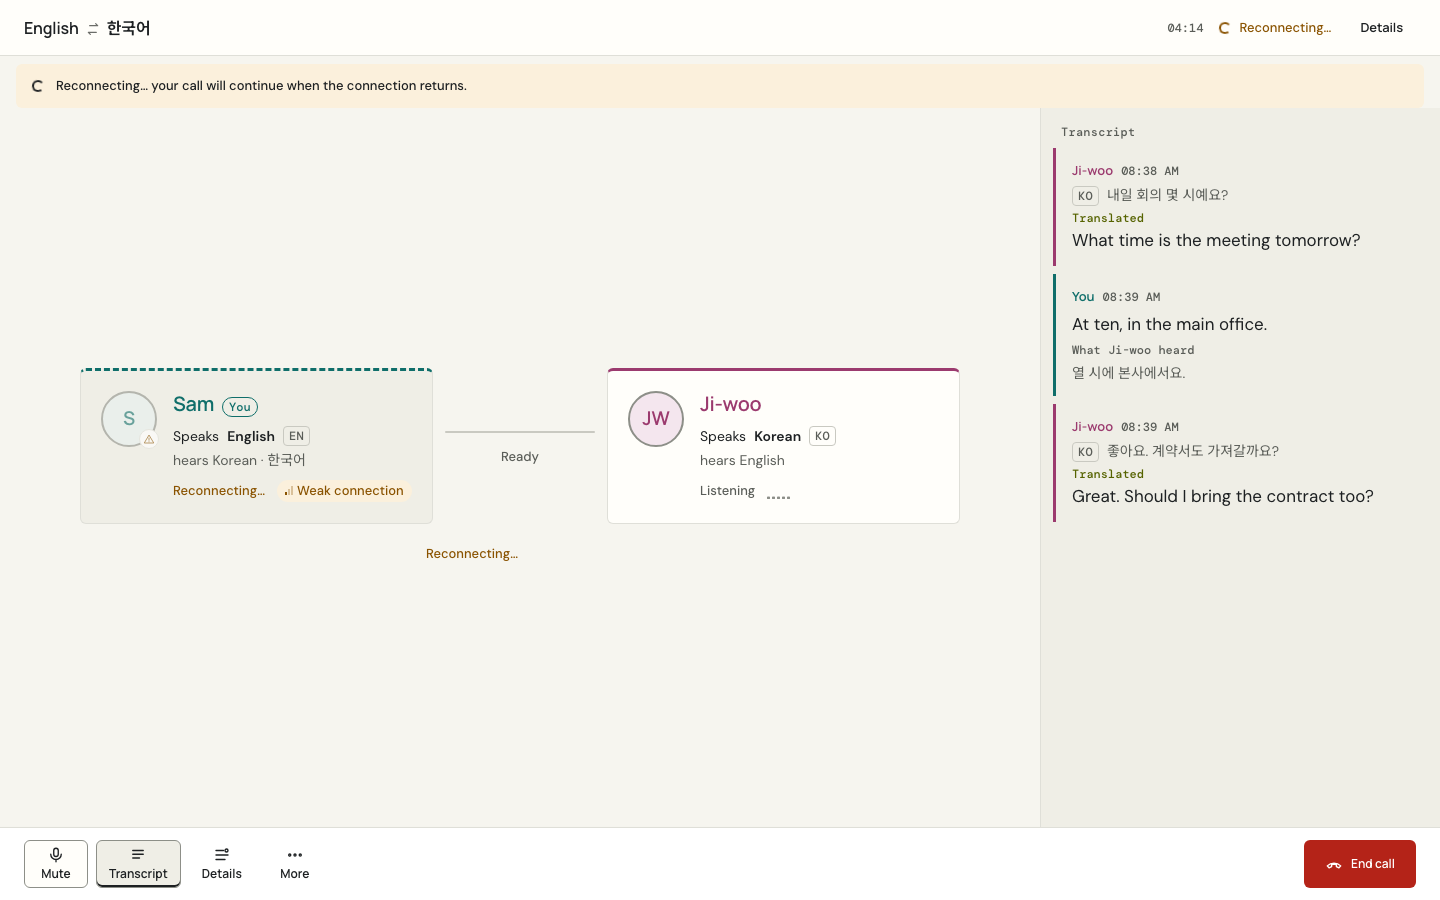 English ⇌ 한국어
04:14 Reconnecting… Details
Reconnecting… your call will continue when the connection returns.
S
Sam You
Speaks English EN
hears Korean · 한국어
Reconnecting… Weak connection
Ready
JW
Ji-woo
Speaks Korean KO
hears English
Listening
Reconnecting…
Transcript
Ji-woo 08:38 AM
KO 내일 회의 몇 시예요?
Translated
What time is the meeting tomorrow?
You 08:39 AM
At ten, in the main office.
What Ji-woo heard
열 시에 본사에서요.
Ji-woo 08:39 AM
KO 좋아요. 계약서도 가져갈까요?
Translated
Great. Should I bring the contract too?
Mute
Transcript
Details
More
End call